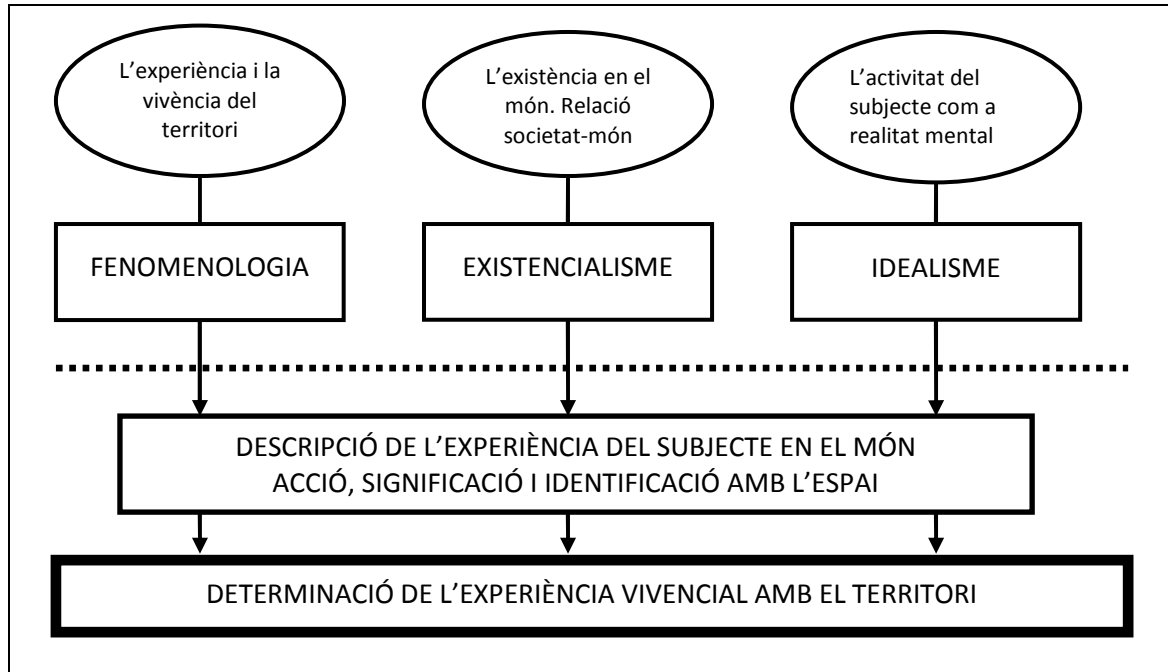 L’experiència i la
vivència del
territori
L’existència en el
món. Relació
societat-món
L’activitat del
subjecte com a
realitat mental
FENOMENOLOGIA
EXISTENCIALISME
IDEALISME
DESCRIPCIÓ DE L’EXPERIÈNCIA DEL SUBJECTE EN EL MÓN
ACCIÓ, SIGNIFICACIÓ I IDENTIFICACIÓ AMB L’ESPAI
DETERMINACIÓ DE L’EXPERIÈNCIA VIVENCIAL AMB EL TERRITORI